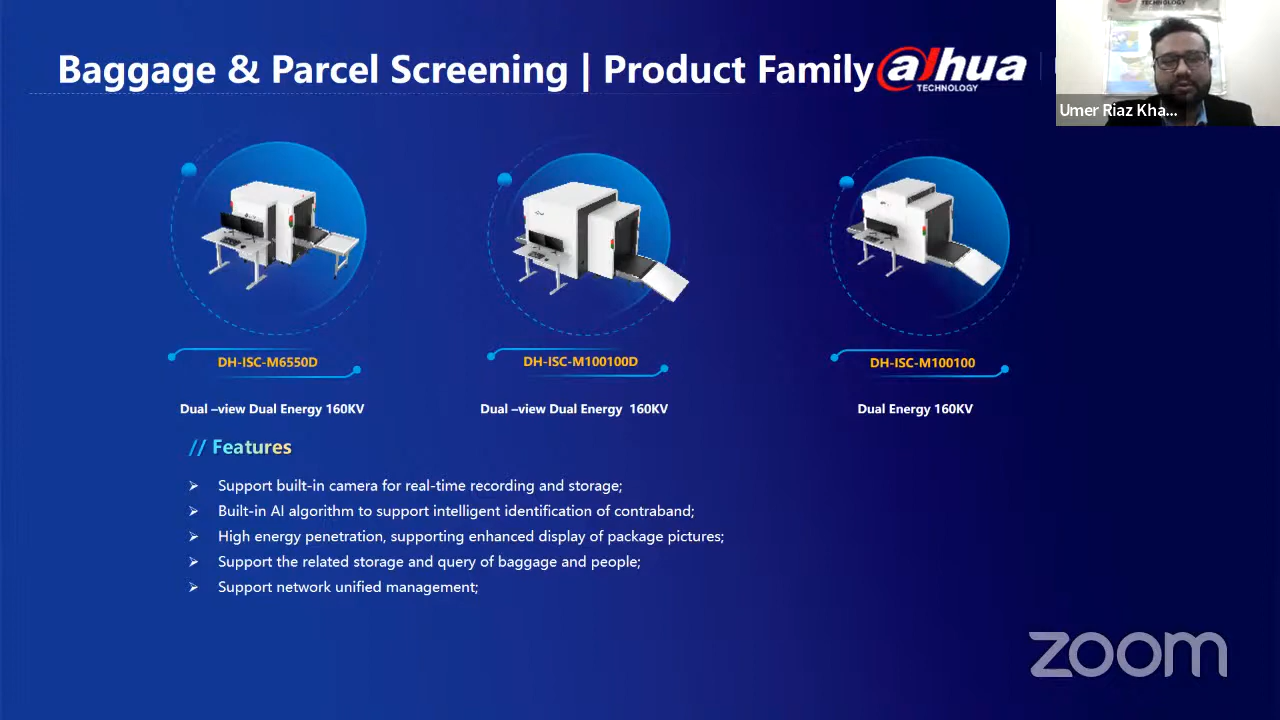 Baggage & Parcel Screening | Product Family
alhua
TECHNOLOGY
TECHNOLOGY
Umer Riaz Kha...
DH-ISC-M6550D
DH-ISC-M100100D
DH-ISC-M100100
Dual –view Dual Energy 160KV
Dual –view Dual Energy  160KV
Dual Energy 160KV
// Features
➢ Support built-in camera for real-time recording and storage;
➢ Built-in AI algorithm to support intelligent identification of contraband;
➢ High energy penetration, supporting enhanced display of package pictures;
➢ Support the related storage and query of baggage and people;
➢ Support network unified management;
zoom